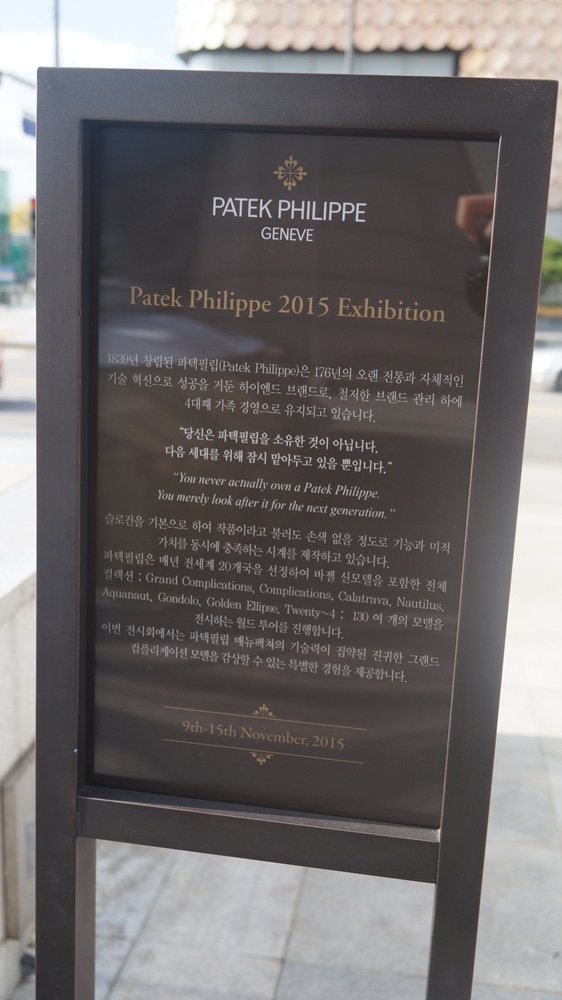 PATEK PHILIPPE
GENEVE
Patek Philippe 2015 Exhibition
1839년 창립된 파텍필립(Patek Philippe)은 176년의 오랜 전통과 자체적인
기술 혁신으로 성공을 거둔 하이엔드 브랜드로, 철저한 브랜드 관리 하에
4대째 가족 경영으로 유지되고 있습니다.
"당신은 파텍필립을 소유한 것이 아닙니다.
다음 세대를 위해 잠시 맡아두고 있을 뿐입니다."
"You never actually own a Patek Philippe.
You merely look after it for the next generation."
슬로건을 기본으로 하여 작품이라고 불러도 손색 없을 정도로 기능과 미적
가치를 동시에 충족하는 시계를 제작하고 있습니다.
파텍필립은 매년 전세계 20개국을 선정하여 바젤 신모델을 포함한 전체
컬렉션 : Grand Complications, Complications, Calatrava, Nautilus,
Aquanaut, Gondolo, Golden Ellipse, Twenty~4 ; 130 여 개의 모델을
전시하는 월드 투어를 진행합니다.
이번 전시회에서는 파텍필립 매뉴팩쳐의 기술력이 집약된 진귀한 그랜드
컴플리케이션 모델을 감상할 수 있는 특별한 경험을 제공합니다.
9th-15th November, 2015